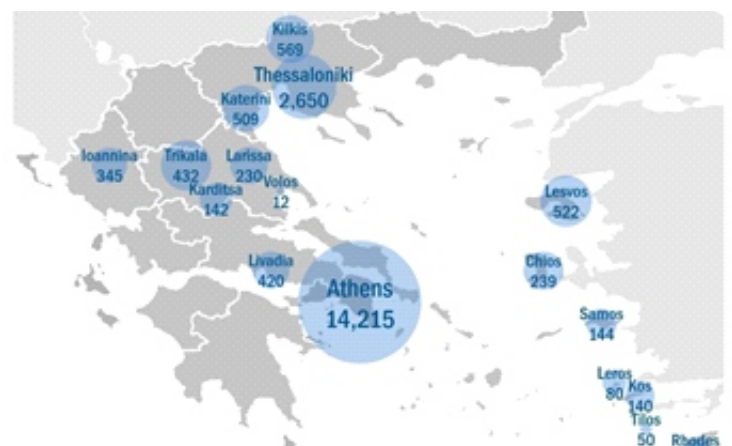 Kilkis
569
Thessaloniki
2,650
Katerini
509
Ioannina
345
Trikala
432
Larissa
230
Karditsa
142
Volos
12
Lesvos
522
Livadia
420
Athens
14,215
Chios
239
Samos
144
Leros
80
Kos
140
Tilos
50
Rhodes